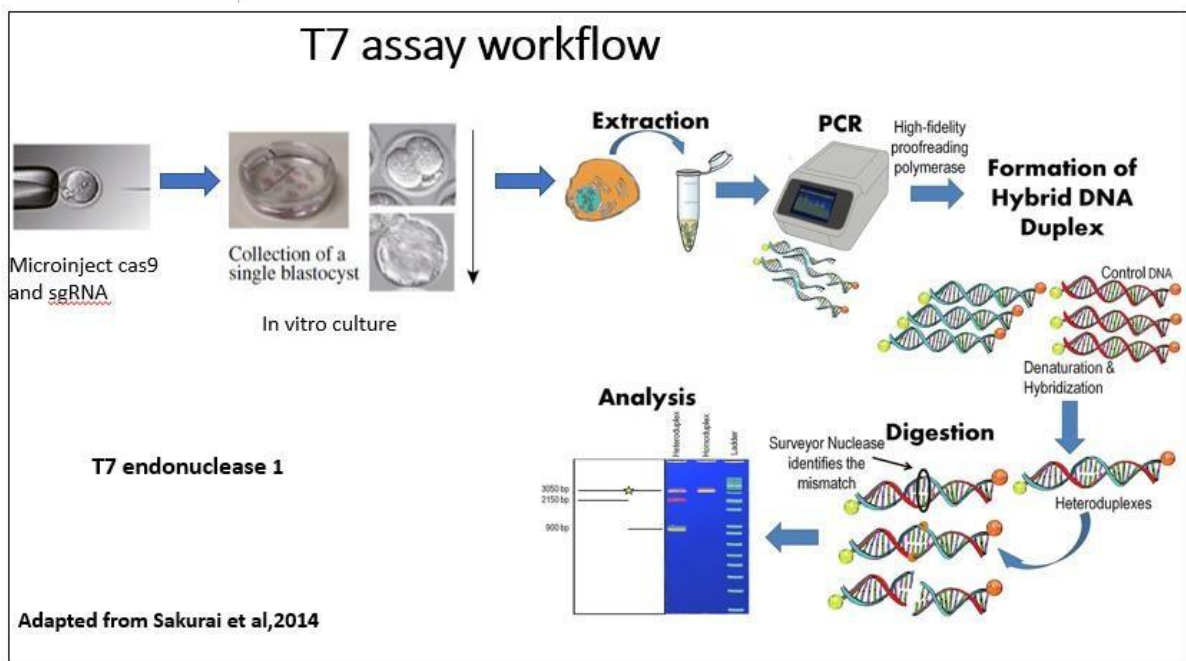 T7 assay workflow
Microinject cas9
and sgRNA
Collection of a
single blastocyst
In vitro culture
Extraction
PCR
High-fidelity
proofreading
polymerase
Formation of
Hybrid DNA
Duplex
Control DNA
Denaturation &
Hybridization
Heteroduplexes
Digestion
Surveyor Nuclease
identifies the
mismatch
Analysis
Heteroduplex
Homoduplex
Ladder
3050 bp
2150 bp
900 bp
T7 endonuclease 1
Adapted from Sakurai et al,2014